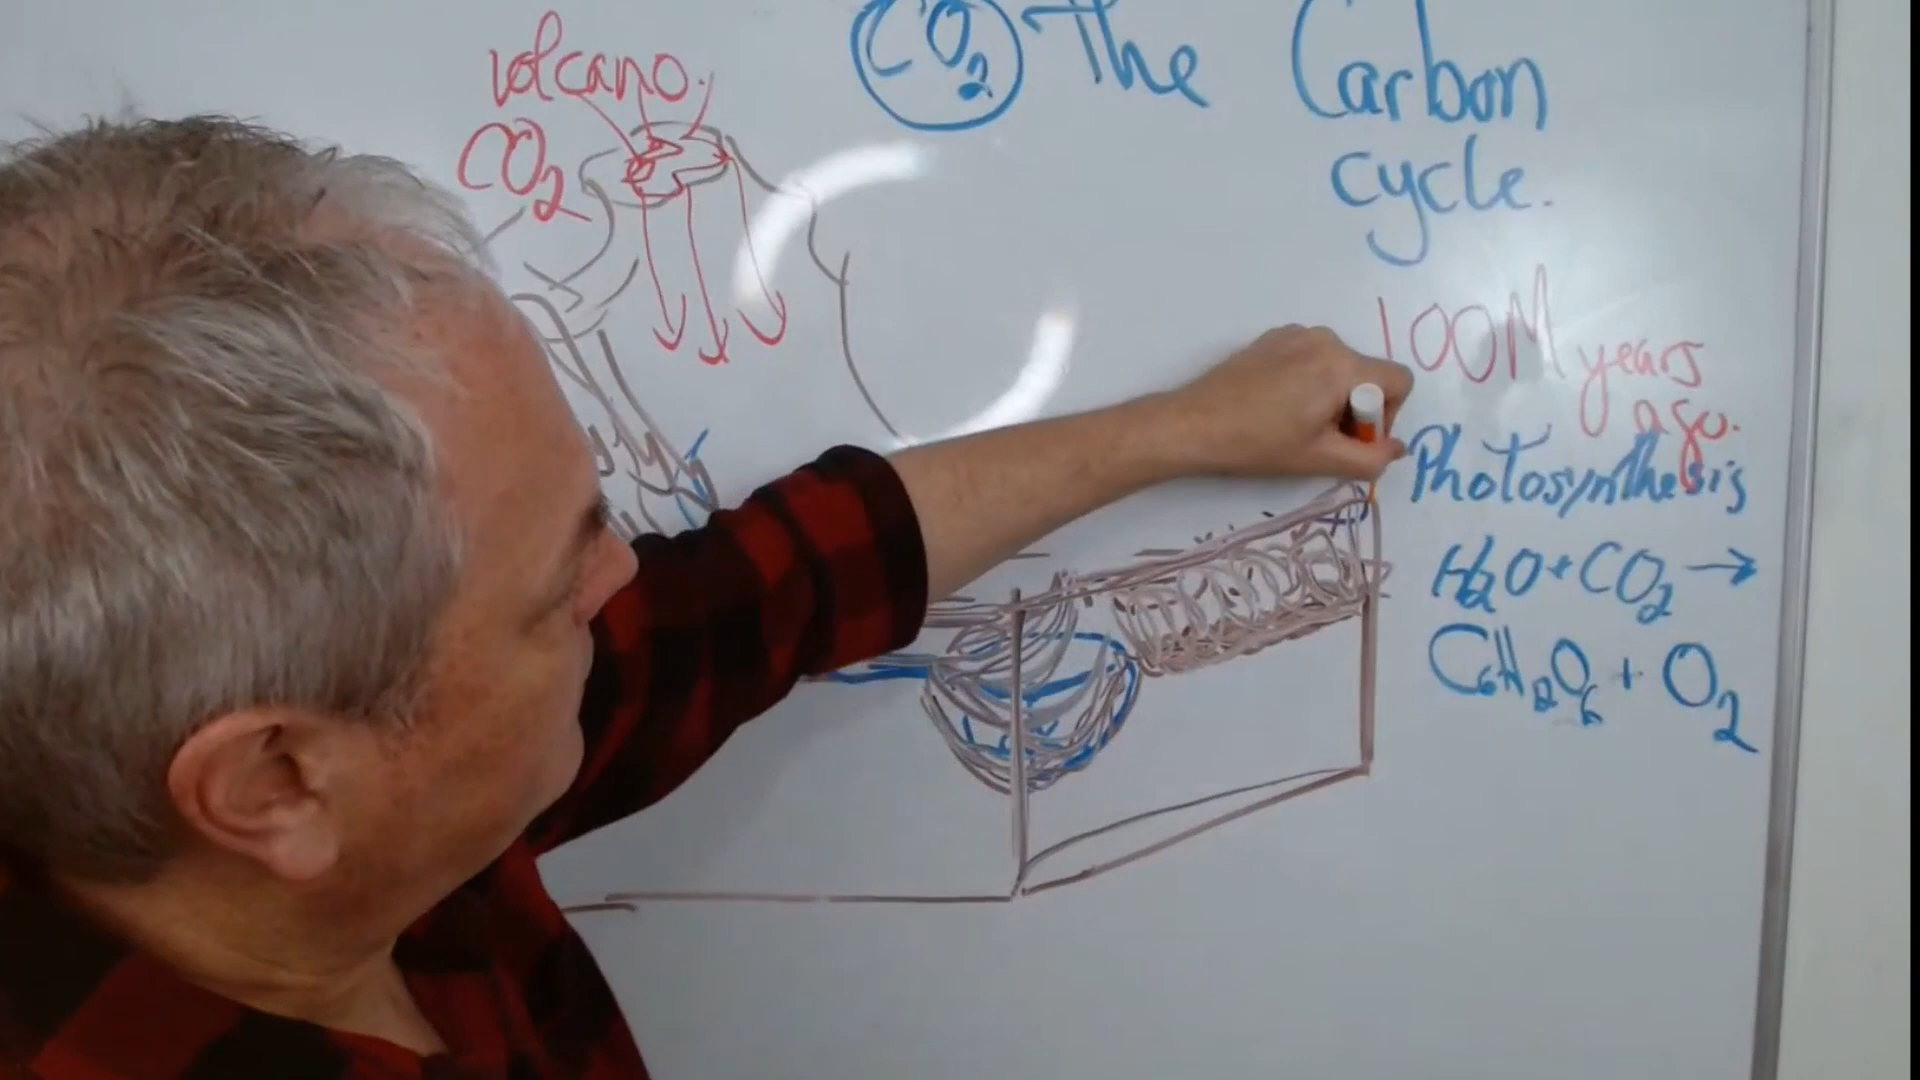 volcano.
CO2
CO2 The Carbon
cycle.
100M years
ago.
Photosynthesis
H2O + CO2 →
C6H12O6 + O2